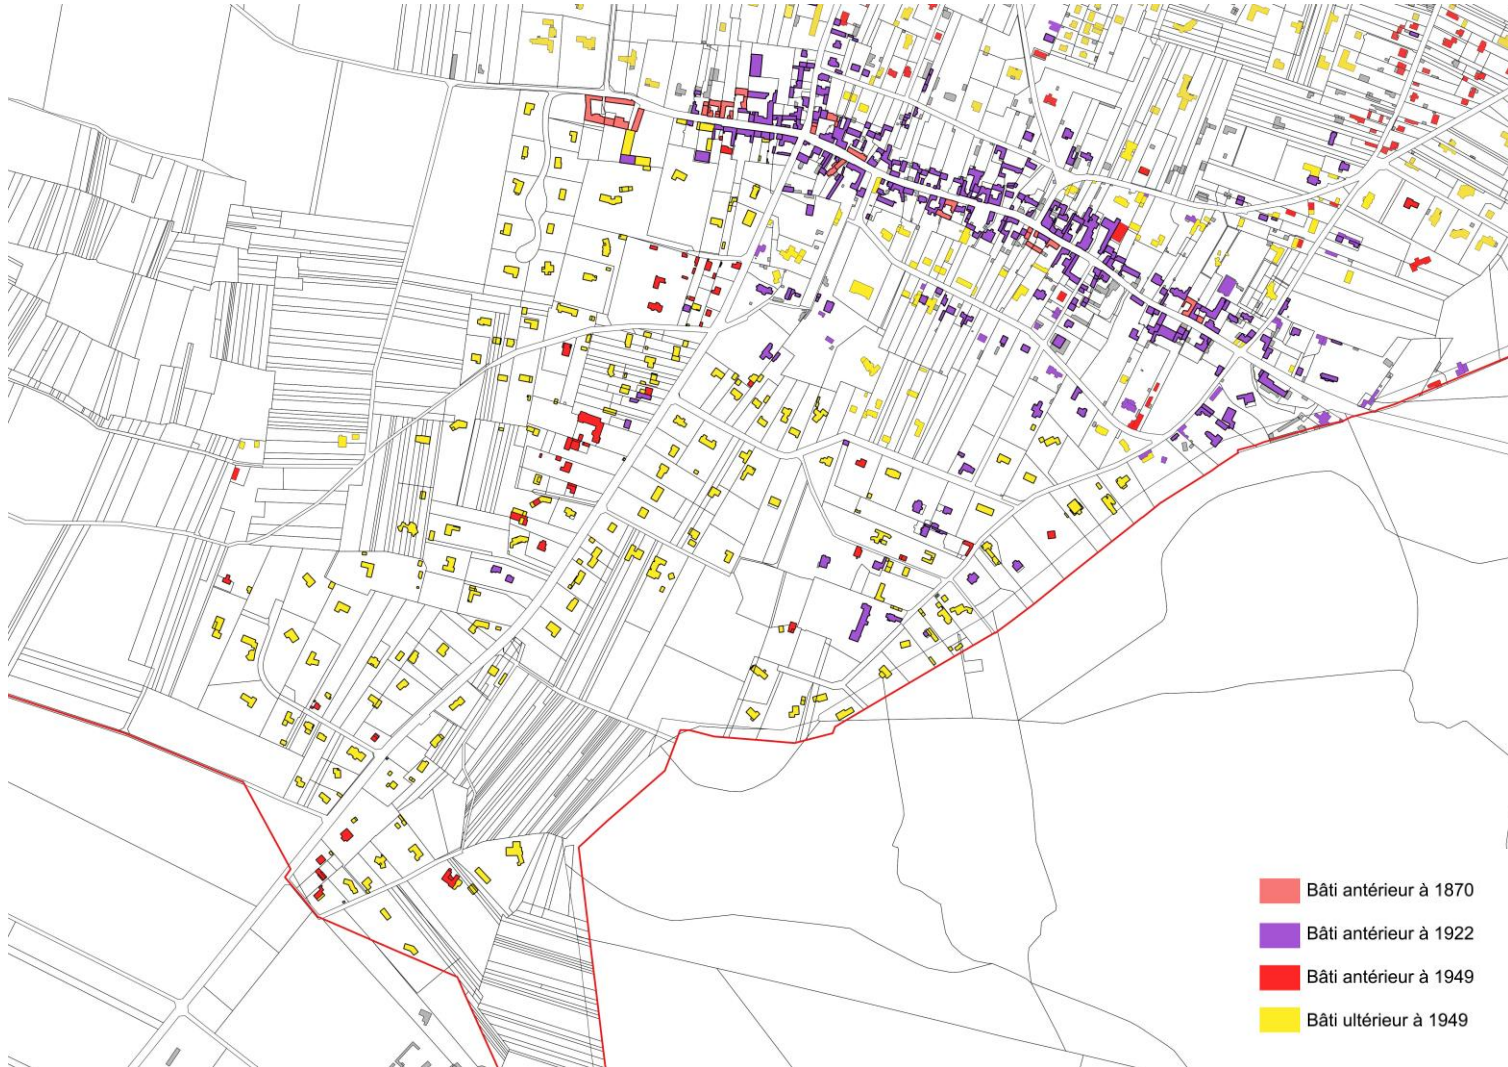 Bâti antérieur à 1870
Bâti antérieur à 1922
Bâti antérieur à 1949
Bâti ultérieur à 1949